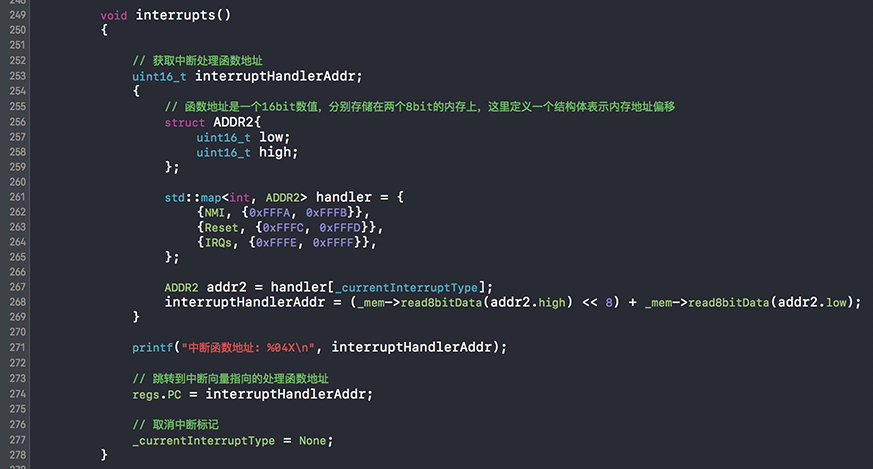 249 void interrupts()
250 {
251
252 // 获取中断处理函数地址
253 uint16_t interruptHandlerAddr;
254 {
255 // 函数地址是一个16bit数值，分别存储在两个8bit的内存上，这里定义一个结构体表示内存地址偏移
256 struct ADDR2{
257 uint16_t low;
258 uint16_t high;
259 };
260
261 std::map<int, ADDR2> handler = {
262 {NMI, {0xFFFA, 0xFFFB}},
263 {Reset, {0xFFFC, 0xFFFD}},
264 {IRQs, {0xFFFE, 0xFFFF}},
265 };
266
267 ADDR2 addr2 = handler[_currentInterruptType];
268 interruptHandlerAddr = (_mem->read8bitData(addr2.high) << 8) + _mem->read8bitData(addr2.low);
269 }
270
271 printf("中断函数地址: %04X\n", interruptHandlerAddr);
272
273 // 跳转到中断向量指向的处理函数地址
274 regs.PC = interruptHandlerAddr;
275
276 // 取消中断标记
277 _currentInterruptType = None;
278 }